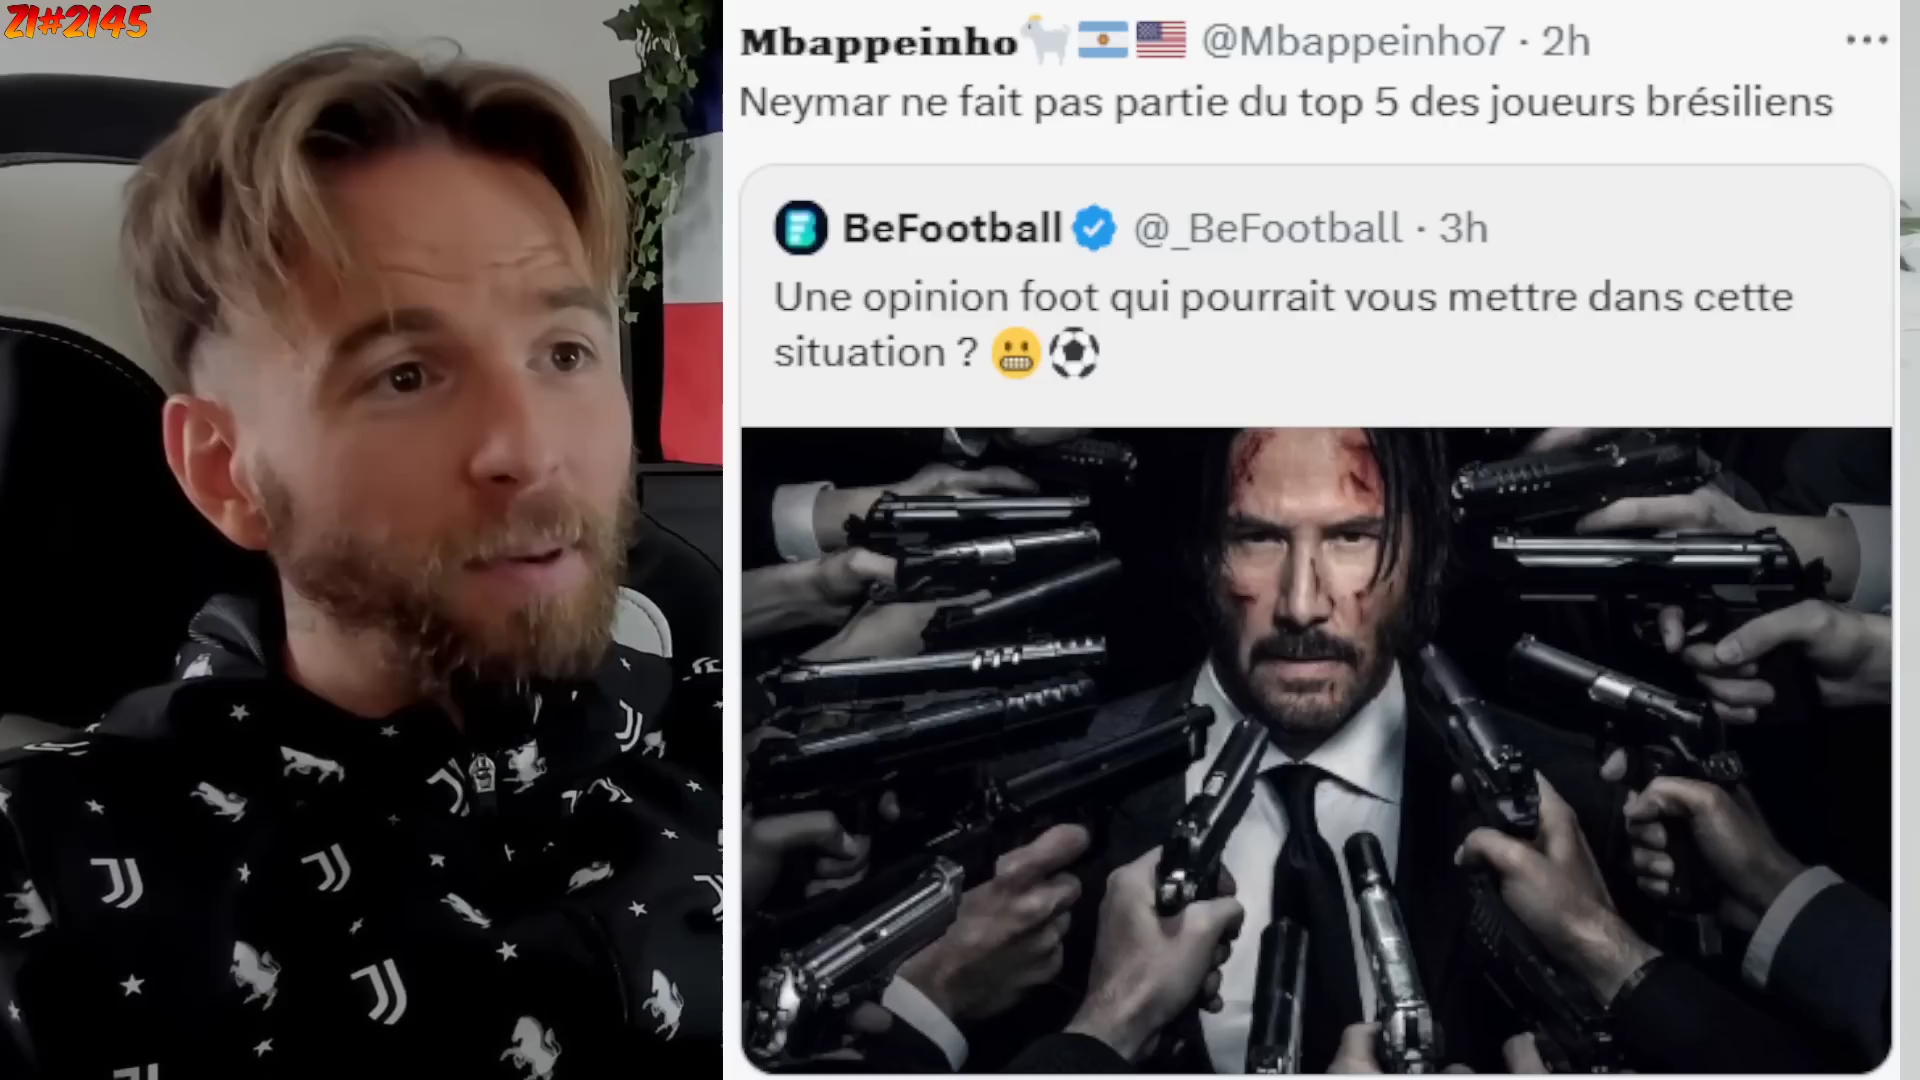 Z1#2145
Mbappeinho @Mbappeinho7 · 2h
Neymar ne fait pas partie du top 5 des joueurs brésiliens
BeFootball @_BeFootball · 3h
Une opinion foot qui pourrait vous mettre dans cette
situation ?